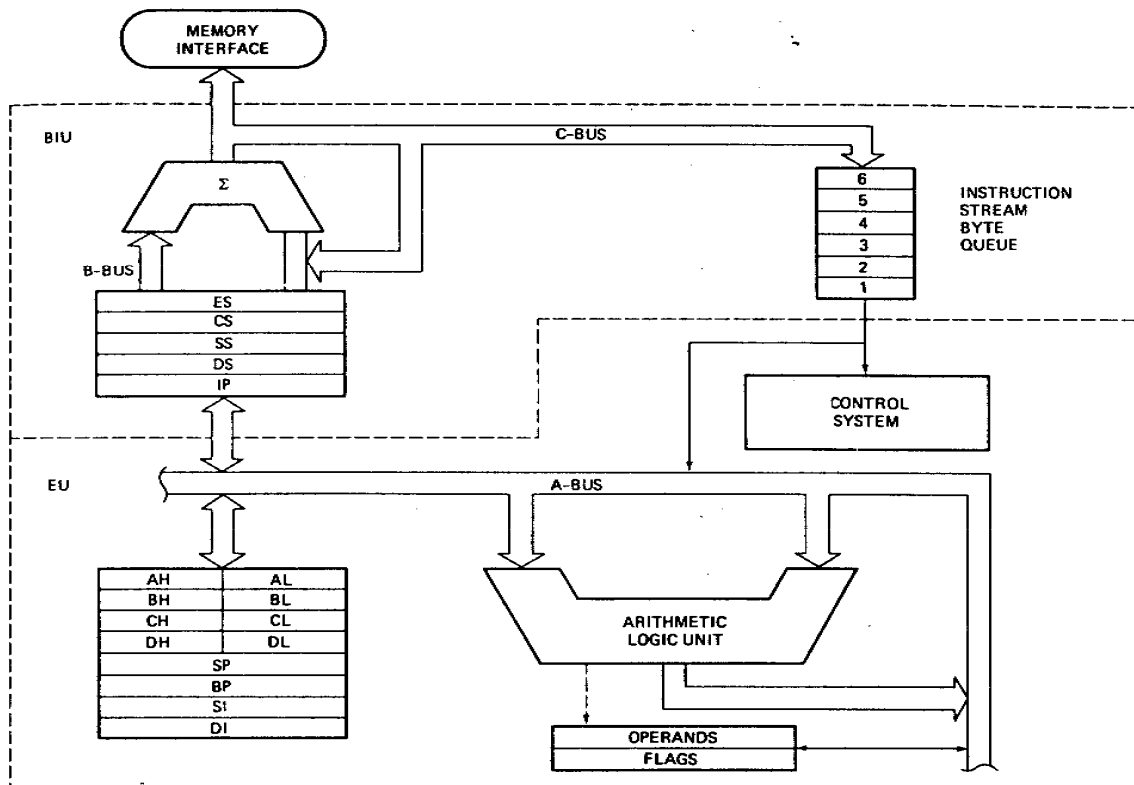 MEMORY
INTERFACE
BIU
C-BUS
Σ
B-BUS
6
5
4
3
2
1
INSTRUCTION
STREAM
BYTE
QUEUE
ES
CS
SS
DS
IP
CONTROL
SYSTEM
EU
A-BUS
AH AL
BH BL
CH CL
DH DL
SP
BP
SI
DI
ARITHMETIC
LOGIC UNIT
OPERANDS
FLAGS